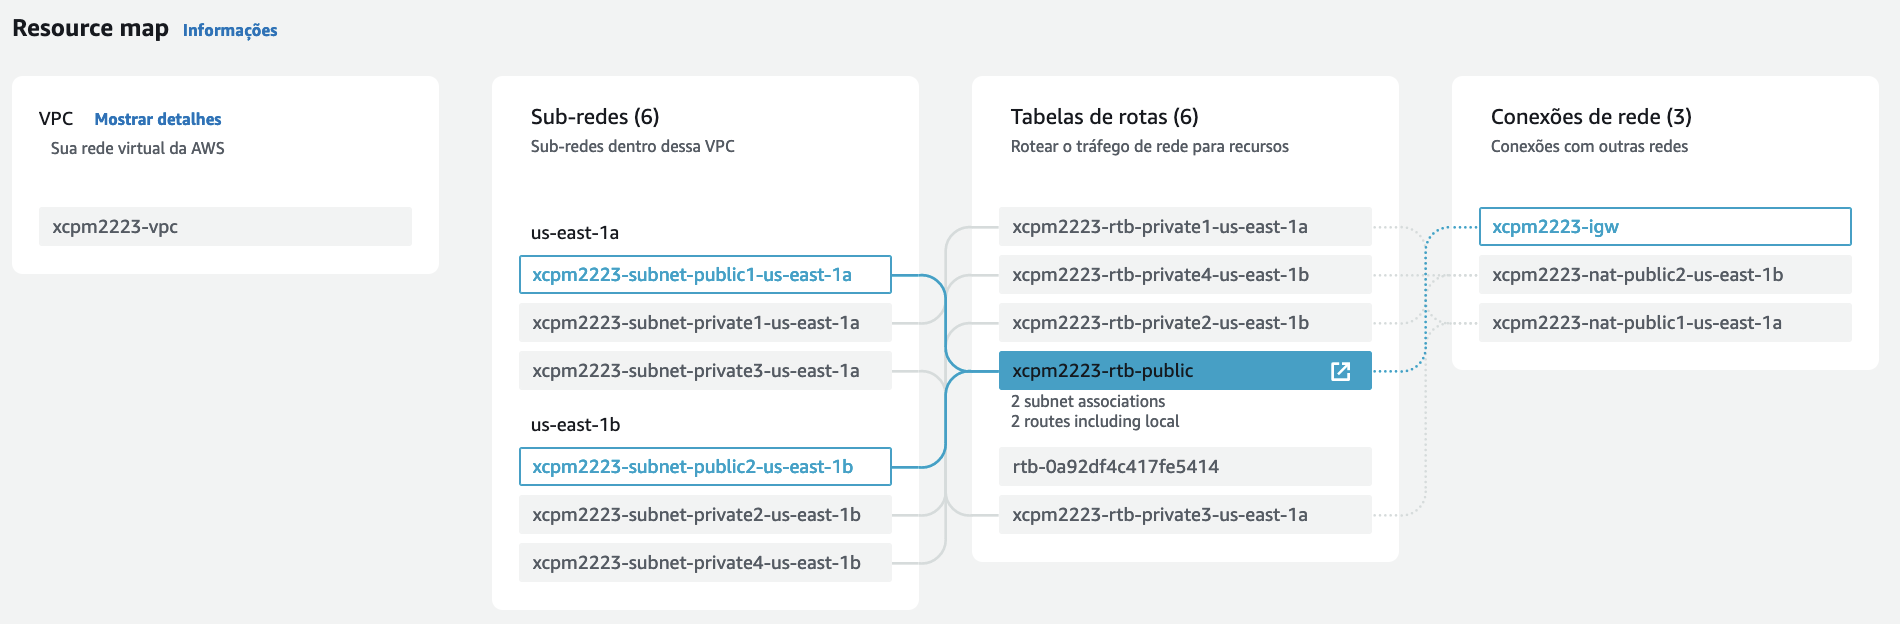 Resource map Informações
VPC Mostrar detalhes
Sua rede virtual da AWS
xcpm2223-vpc
Sub-redes (6)
Sub-redes dentro dessa VPC
us-east-1a
xcpm2223-subnet-public1-us-east-1a
xcpm2223-subnet-private1-us-east-1a
xcpm2223-subnet-private3-us-east-1a
us-east-1b
xcpm2223-subnet-public2-us-east-1b
xcpm2223-subnet-private2-us-east-1b
xcpm2223-subnet-private4-us-east-1b
Tabelas de rotas (6)
Rotear o tráfego de rede para recursos
xcpm2223-rtb-private1-us-east-1a
xcpm2223-rtb-private4-us-east-1b
xcpm2223-rtb-private2-us-east-1b
xcpm2223-rtb-public
2 subnet associations
2 routes including local
rtb-0a92df4c417fe5414
xcpm2223-rtb-private3-us-east-1a
Conexões de rede (3)
Conexões com outras redes
xcpm2223-igw
xcpm2223-nat-public2-us-east-1b
xcpm2223-nat-public1-us-east-1a